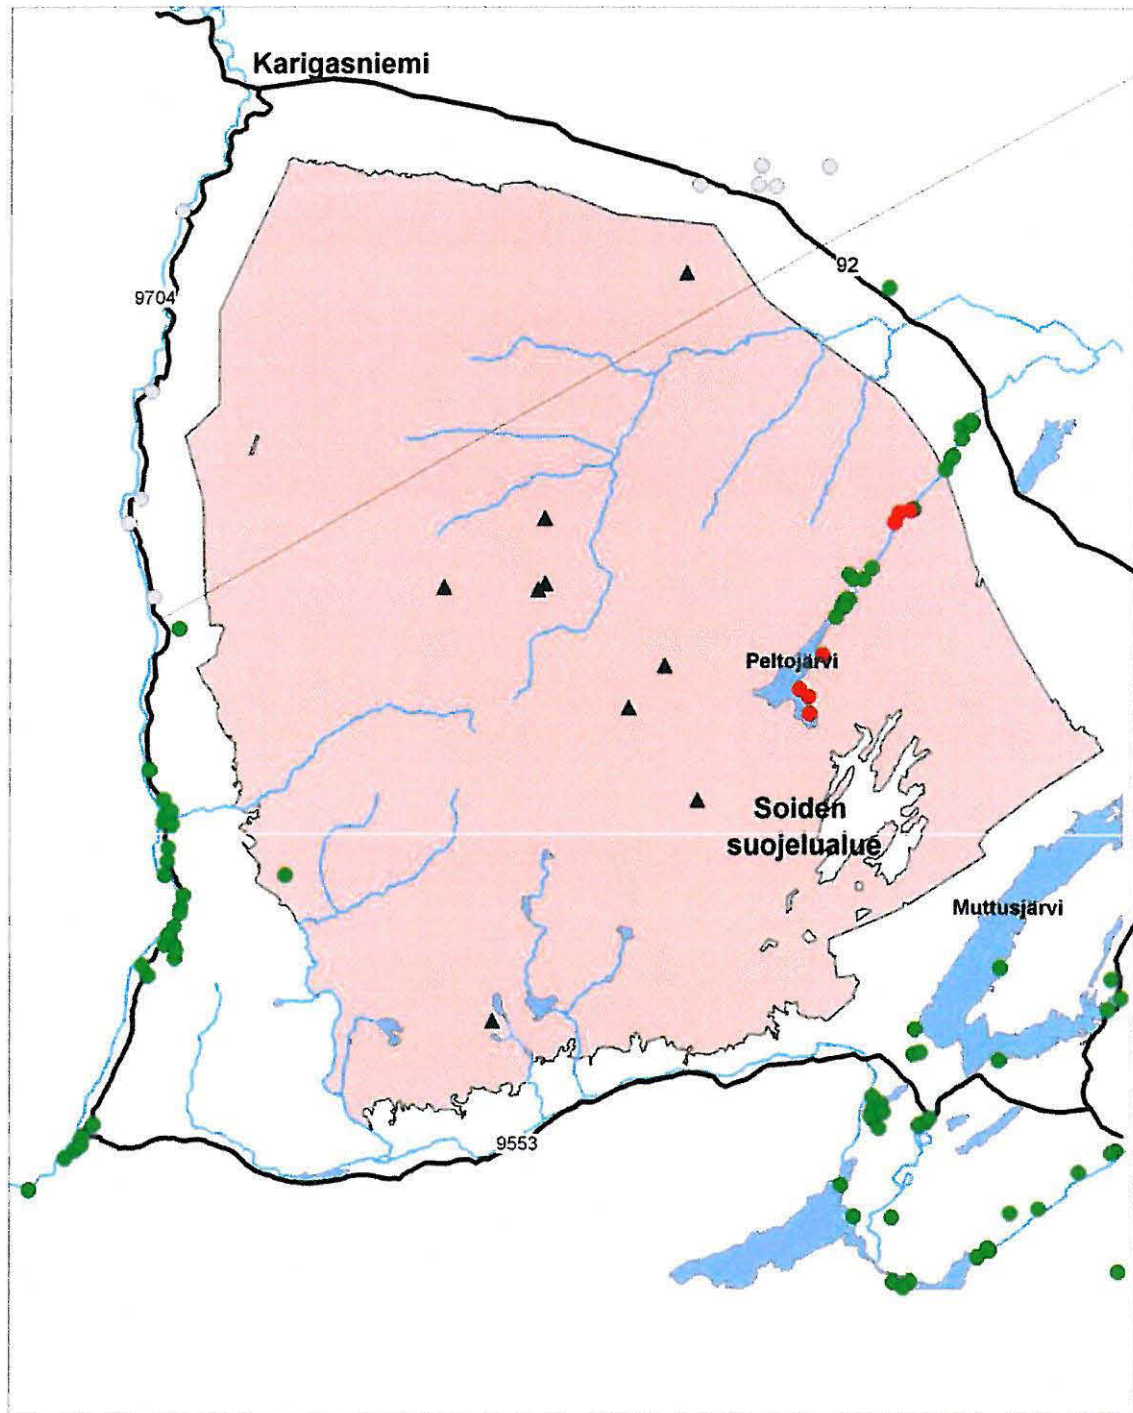 Karigasniemi
92
9704
Peltojärvi
Soiden
suojelualue
Muttusjärvi
9553